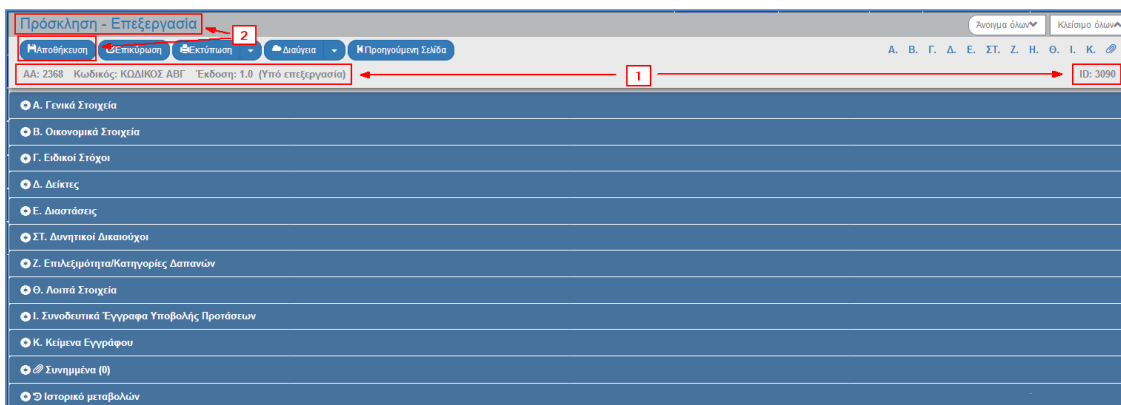 Πρόσκληση - Επεξεργασία
2
Άνοιγμα όλων
Κλείσιμο όλων
Αποθήκευση
Επικύρωση
Εκτύπωση
Διαύγεια
Προηγούμενη Σελίδα
Α. Β. Γ. Δ. Ε. ΣΤ. Ζ. Η. Θ. Ι. Κ.
ΑΑ: 2368 Κωδικός: ΚΩΔΙΚΟΣ ΑΒΓ Έκδοση: 1.0 (Υπό επεξεργασία)
1
ID: 3090
Α. Γενικά Στοιχεία
Β. Οικονομικά Στοιχεία
Γ. Ειδικοί Στόχοι
Δ. Δείκτες
Ε. Διαστάσεις
ΣΤ. Δυνητικοί Δικαιούχοι
Ζ. Επιλεξιμότητα/Κατηγορίες Δαπανών
Θ. Λοιπά Στοιχεία
Ι. Συνοδευτικά Έγγραφα Υποβολής Προτάσεων
Κ. Κείμενα Εγγράφου
Συνημμένα (0)
Ιστορικό μεταβολών